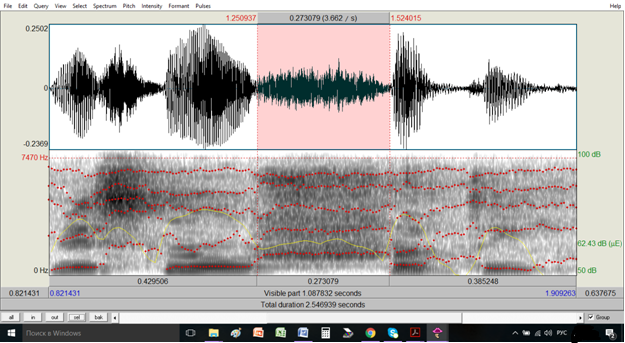 File Edit Query View Select Spectrum Pitch Intensity Formant Pulses Help
1.250937 0.273079 (3.662 / s) 1.524015
0.2502
0
-0.2369
7470 Hz 100 dB
62.43 dB (µE)
0 Hz 50 dB
0.429506 0.273079 0.385248
0.821431 0.821431 Visible part 1.087832 seconds 1.909263 0.637675
Total duration 2.546939 seconds
all in out sel bak Group
Поиск в Windows РУС